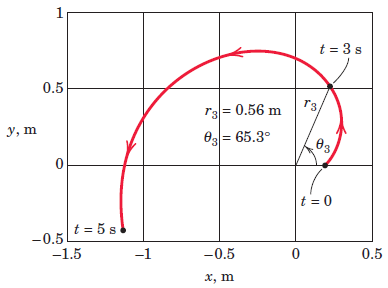 1
t = 3 s
0.5
r3 = 0.56 m
r3
y, m
θ3 = 65.3°
θ3
0
t = 0
t = 5 s
−0.5
−1.5
−1
−0.5
0
0.5
x, m